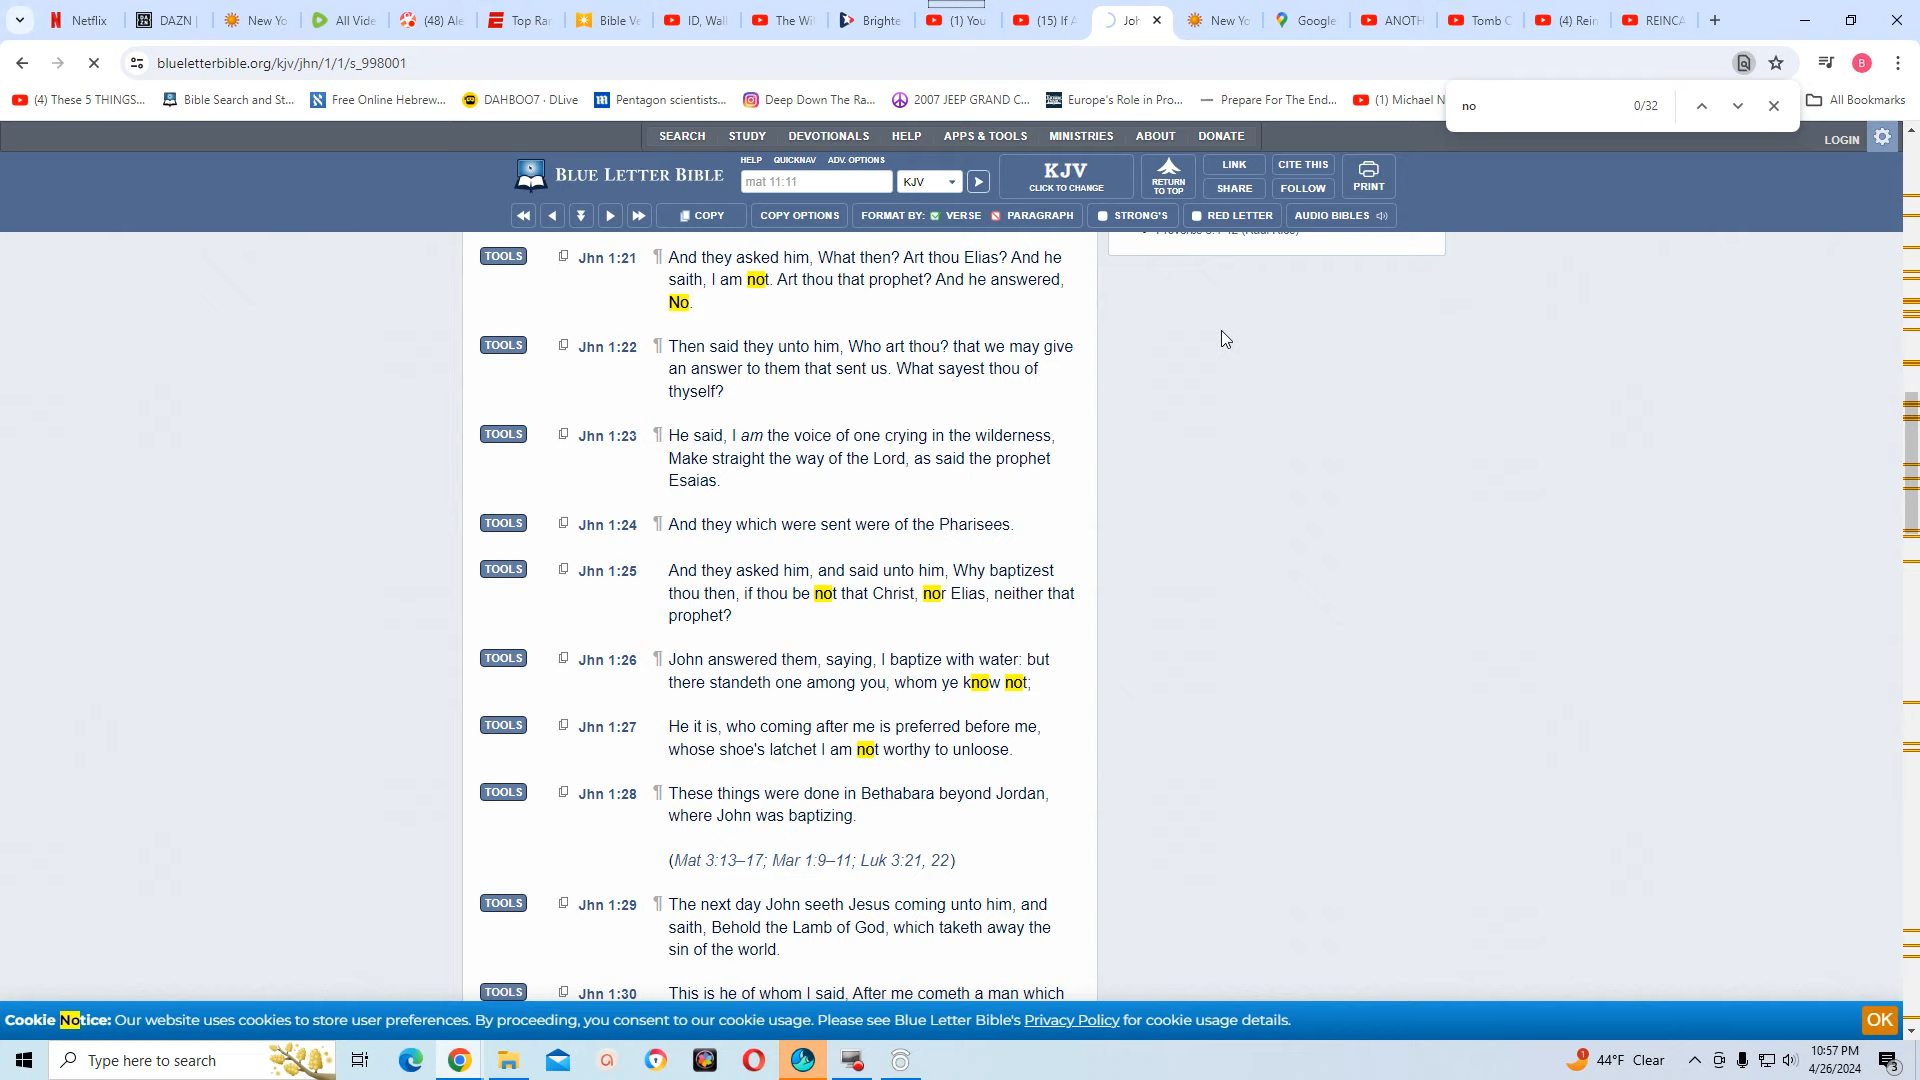 Netflix
DAZN
New Yo
All Vide
(48) Ale
Top Ra
Bible Ve
ID, Wal
The Wi
Brighte
(1) You
(15) If A
Joh
New Yo
Google
ANOTH
Tomb C
(4) Rein
REINCA
blueletterbible.org/kjv/jhn/1/1/s_998001
B
(4) These 5 THINGS...
Bible Search and St...
Free Online Hebrew...
DAHBOO7 · DLive
Pentagon scientists...
Deep Down The Ra...
2007 JEEP GRAND C...
Europe's Role in Pro...
Prepare For The End...
(1) Michael N
All Bookmarks
no 0/32
SEARCH STUDY DEVOTIONALS HELP APPS & TOOLS MINISTRIES ABOUT DONATE
LOGIN
BLUE LETTER BIBLE
HELP QUICKNAV ADV. OPTIONS
mat 11:11 KJV
KJV
CLICK TO CHANGE
RETURN
TO TOP
LINK
CITE THIS
SHARE
FOLLOW
PRINT
COPY COPY OPTIONS FORMAT BY: VERSE PARAGRAPH STRONG'S RED LETTER AUDIO BIBLES
TOOLS Jhn 1:21 ¶ And they asked him, What then? Art thou Elias? And he
saith, I am not. Art thou that prophet? And he answered,
No.
TOOLS Jhn 1:22 ¶ Then said they unto him, Who art thou? that we may give
an answer to them that sent us. What sayest thou of
thyself?
TOOLS Jhn 1:23 ¶ He said, I am the voice of one crying in the wilderness,
Make straight the way of the Lord, as said the prophet
Esaias.
TOOLS Jhn 1:24 ¶ And they which were sent were of the Pharisees.
TOOLS Jhn 1:25 And they asked him, and said unto him, Why baptizest
thou then, if thou be not that Christ, nor Elias, neither that
prophet?
TOOLS Jhn 1:26 ¶ John answered them, saying, I baptize with water: but
there standeth one among you, whom ye know not;
TOOLS Jhn 1:27 He it is, who coming after me is preferred before me,
whose shoe's latchet I am not worthy to unloose.
TOOLS Jhn 1:28 ¶ These things were done in Bethabara beyond Jordan,
where John was baptizing.
(Mat 3:13–17; Mar 1:9–11; Luk 3:21, 22)
TOOLS Jhn 1:29 ¶ The next day John seeth Jesus coming unto him, and
saith, Behold the Lamb of God, which taketh away the
sin of the world.
TOOLS Jhn 1:30 This is he of whom I said, After me cometh a man which
Cookie Notice: Our website uses cookies to store user preferences. By proceeding, you consent to our cookie usage. Please see Blue Letter Bible's Privacy Policy for cookie usage details.
OK
Type here to search
1
44°F Clear
10:57 PM
4/26/2024
3